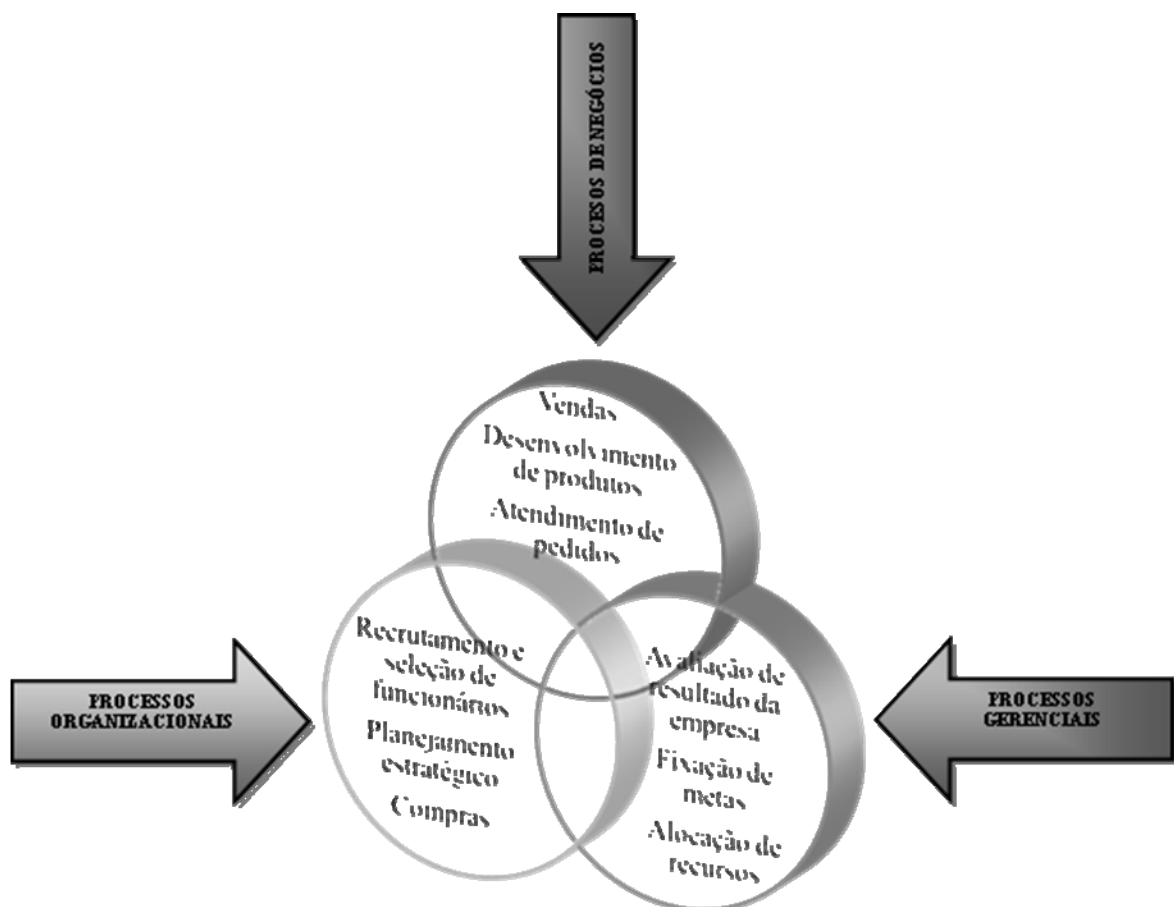 PROCESSOS DE NEGÓCIOS
Vendas
Desenvolvimento
de produtos
Atendimento de
pedidos
Recrutamento e
seleção de
funcionários
Planejamento
estratégico
Compras
Avaliação de
resultado da
empresa
Fixação de
metas
Alocação de
recursos
PROCESSOS
ORGANIZACIONAIS
PROCESSOS
GERENCIAIS